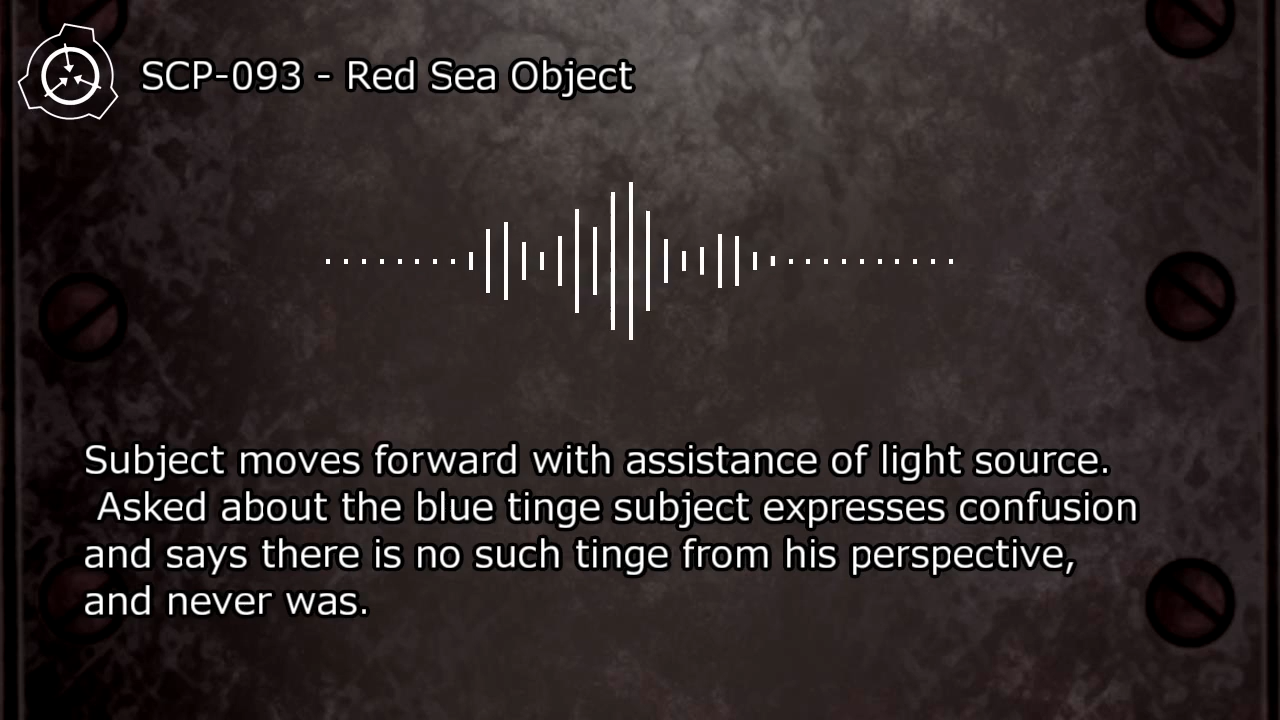 SCP-093 - Red Sea Object
Subject moves forward with assistance of light source.
Asked about the blue tinge subject expresses confusion
and says there is no such tinge from his perspective,
and never was.